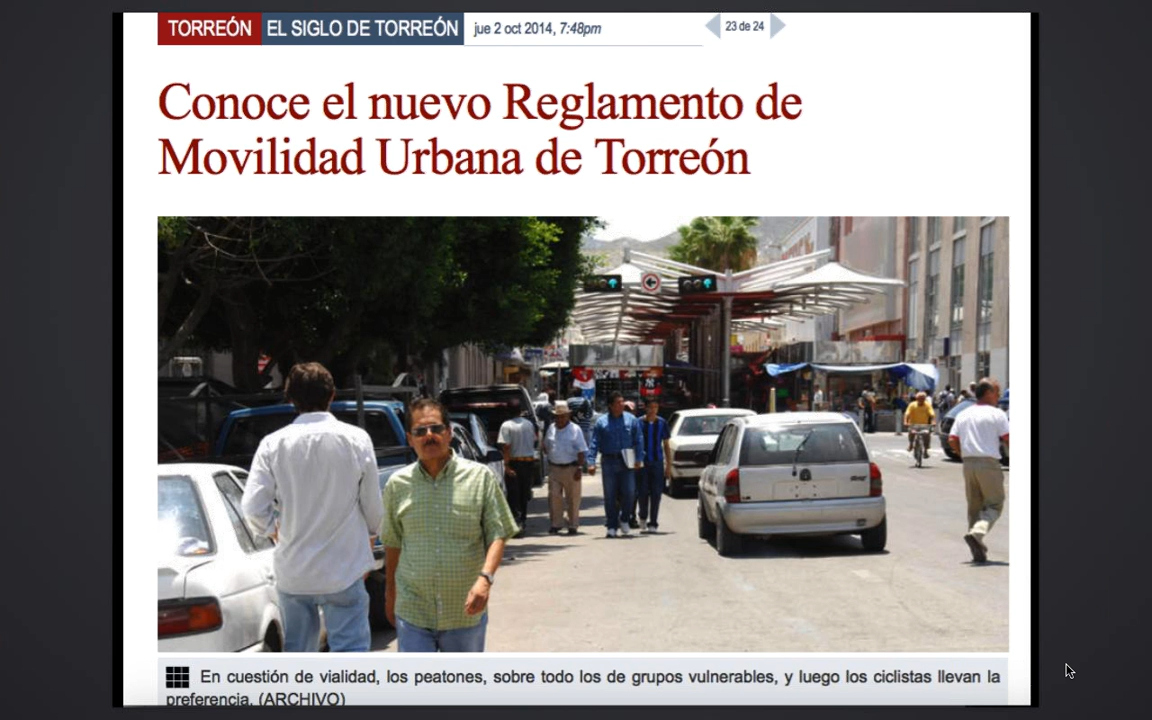 TORREÓN EL SIGLO DE TORREÓN jue 2 oct 2014, 7:48pm 23 de 24
Conoce el nuevo Reglamento de
Movilidad Urbana de Torreón
En cuestión de vialidad, los peatones, sobre todo los de grupos vulnerables, y luego los ciclistas llevan la
preferencia. (ARCHIVO)